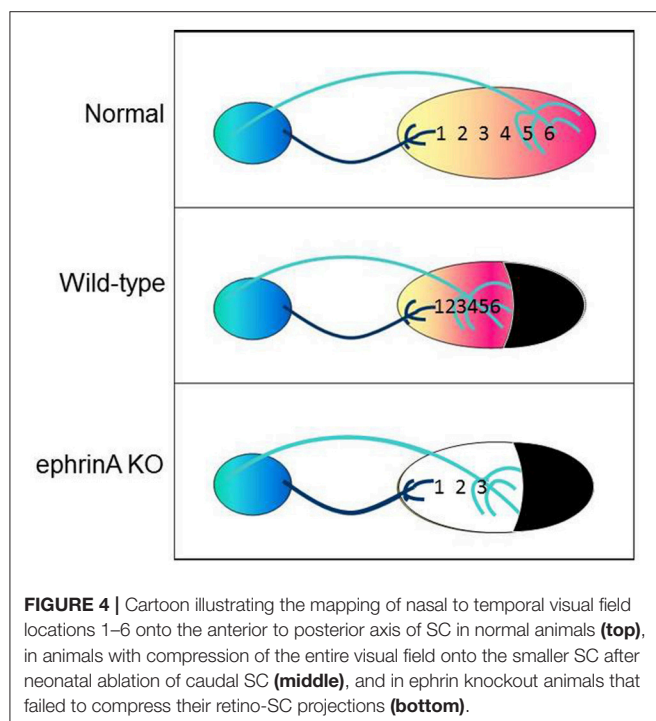 Normal
1 2 3 4 5 6
Wild-type
123456
ephrinA KO
1 2 3
FIGURE 4 | Cartoon illustrating the mapping of nasal to temporal visual field
locations 1–6 onto the anterior to posterior axis of SC in normal animals (top),
in animals with compression of the entire visual field onto the smaller SC after
neonatal ablation of caudal SC (middle), and in ephrin knockout animals that
failed to compress their retino-SC projections (bottom).